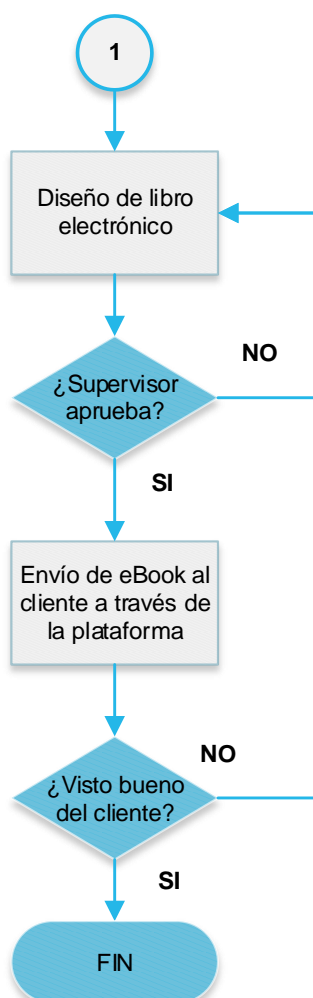 1
Diseño de libro
electrónico
NO
¿Supervisor
aprueba?
SI
Envío de eBook al
cliente a través de
la plataforma
NO
¿Visto bueno
del cliente?
SI
FIN